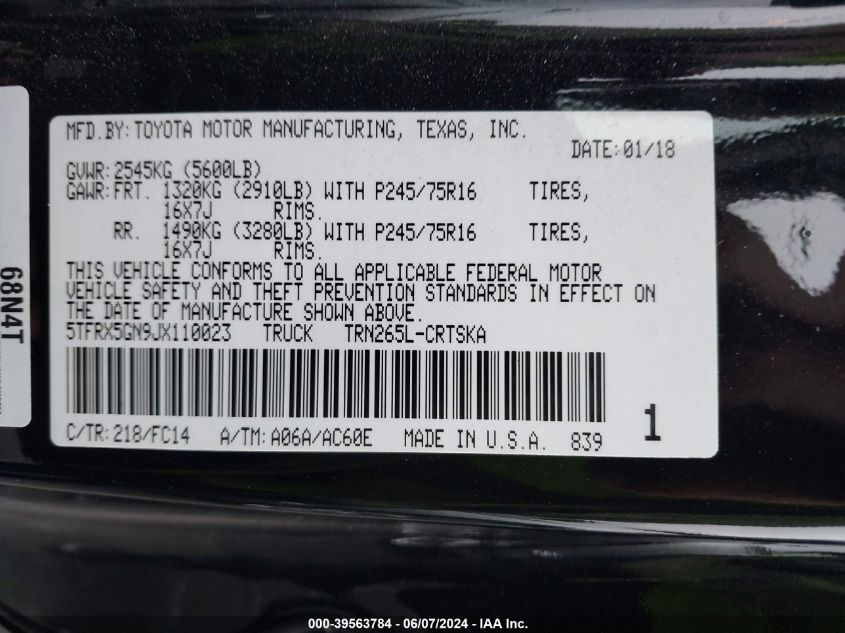 MFD.BY:TOYOTA MOTOR MANUFACTURING, TEXAS, INC.
DATE:01/18
GVWR:2545KG (5600LB)
GAWR:FRT. 1320KG (2910LB) WITH P245/75R16 TIRES,
16X7J RIMS.
RR. 1490KG (3280LB) WITH P245/75R16 TIRES,
16X7J RIMS.
THIS VEHICLE CONFORMS TO ALL APPLICABLE FEDERAL MOTOR
VEHICLE SAFETY AND THEFT PREVENTION STANDARDS IN EFFECT ON
THE DATE OF MANUFACTURE SHOWN ABOVE.
5TFRX5GN9JX110023 TRUCK TRN265L-CRTSKA
C/TR:218/FC14 A/TM:A06A/AC60E MADE IN U.S.A. 839
1
68N4T
000-39563784 — 06/07/2024 — IAA Inc.